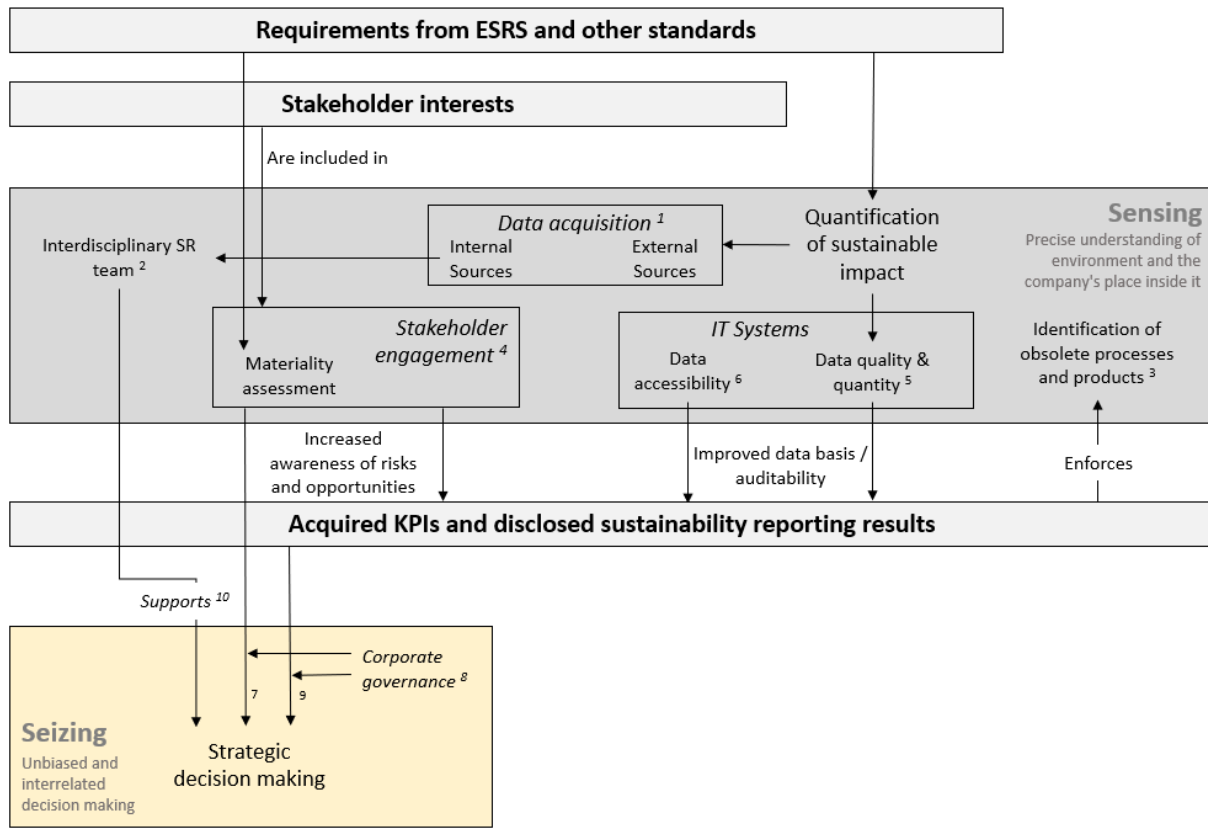 Requirements from ESRS and other standards
Stakeholder interests
Are included in
Sensing
Precise understanding of
environment and the
company's place inside it
Data acquisition 1
Internal
Sources
External
Sources
Quantification
of sustainable
impact
Interdisciplinary SR
team 2
Stakeholder
engagement 4
Materiality
assessment
IT Systems
Data
accessibility 6
Data quality &
quantity 5
Identification of
obsolete processes
and products 3
Increased
awareness of risks
and opportunities
Improved data basis /
auditability
Enforces
Acquired KPIs and disclosed sustainability reporting results
Supports 10
Corporate
governance 8
7
9
Seizing
Unbiased and
interrelated
decision making
Strategic
decision making